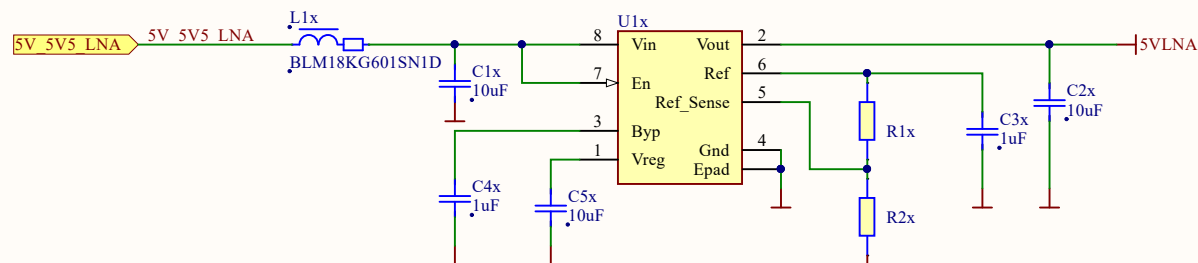 L1x
5V_5V5_LNA
5V_5V5_LNA
BLM18KG601SN1D
C1x
10uF
U1x
8 Vin
7 En
3 Byp
1 Vreg
Vout 2
Ref 6
Ref_Sense 5
Gnd 4
Epad
5VLNA
C2x
10uF
C3x
1uF
R1x
R2x
C4x
1uF
C5x
10uF